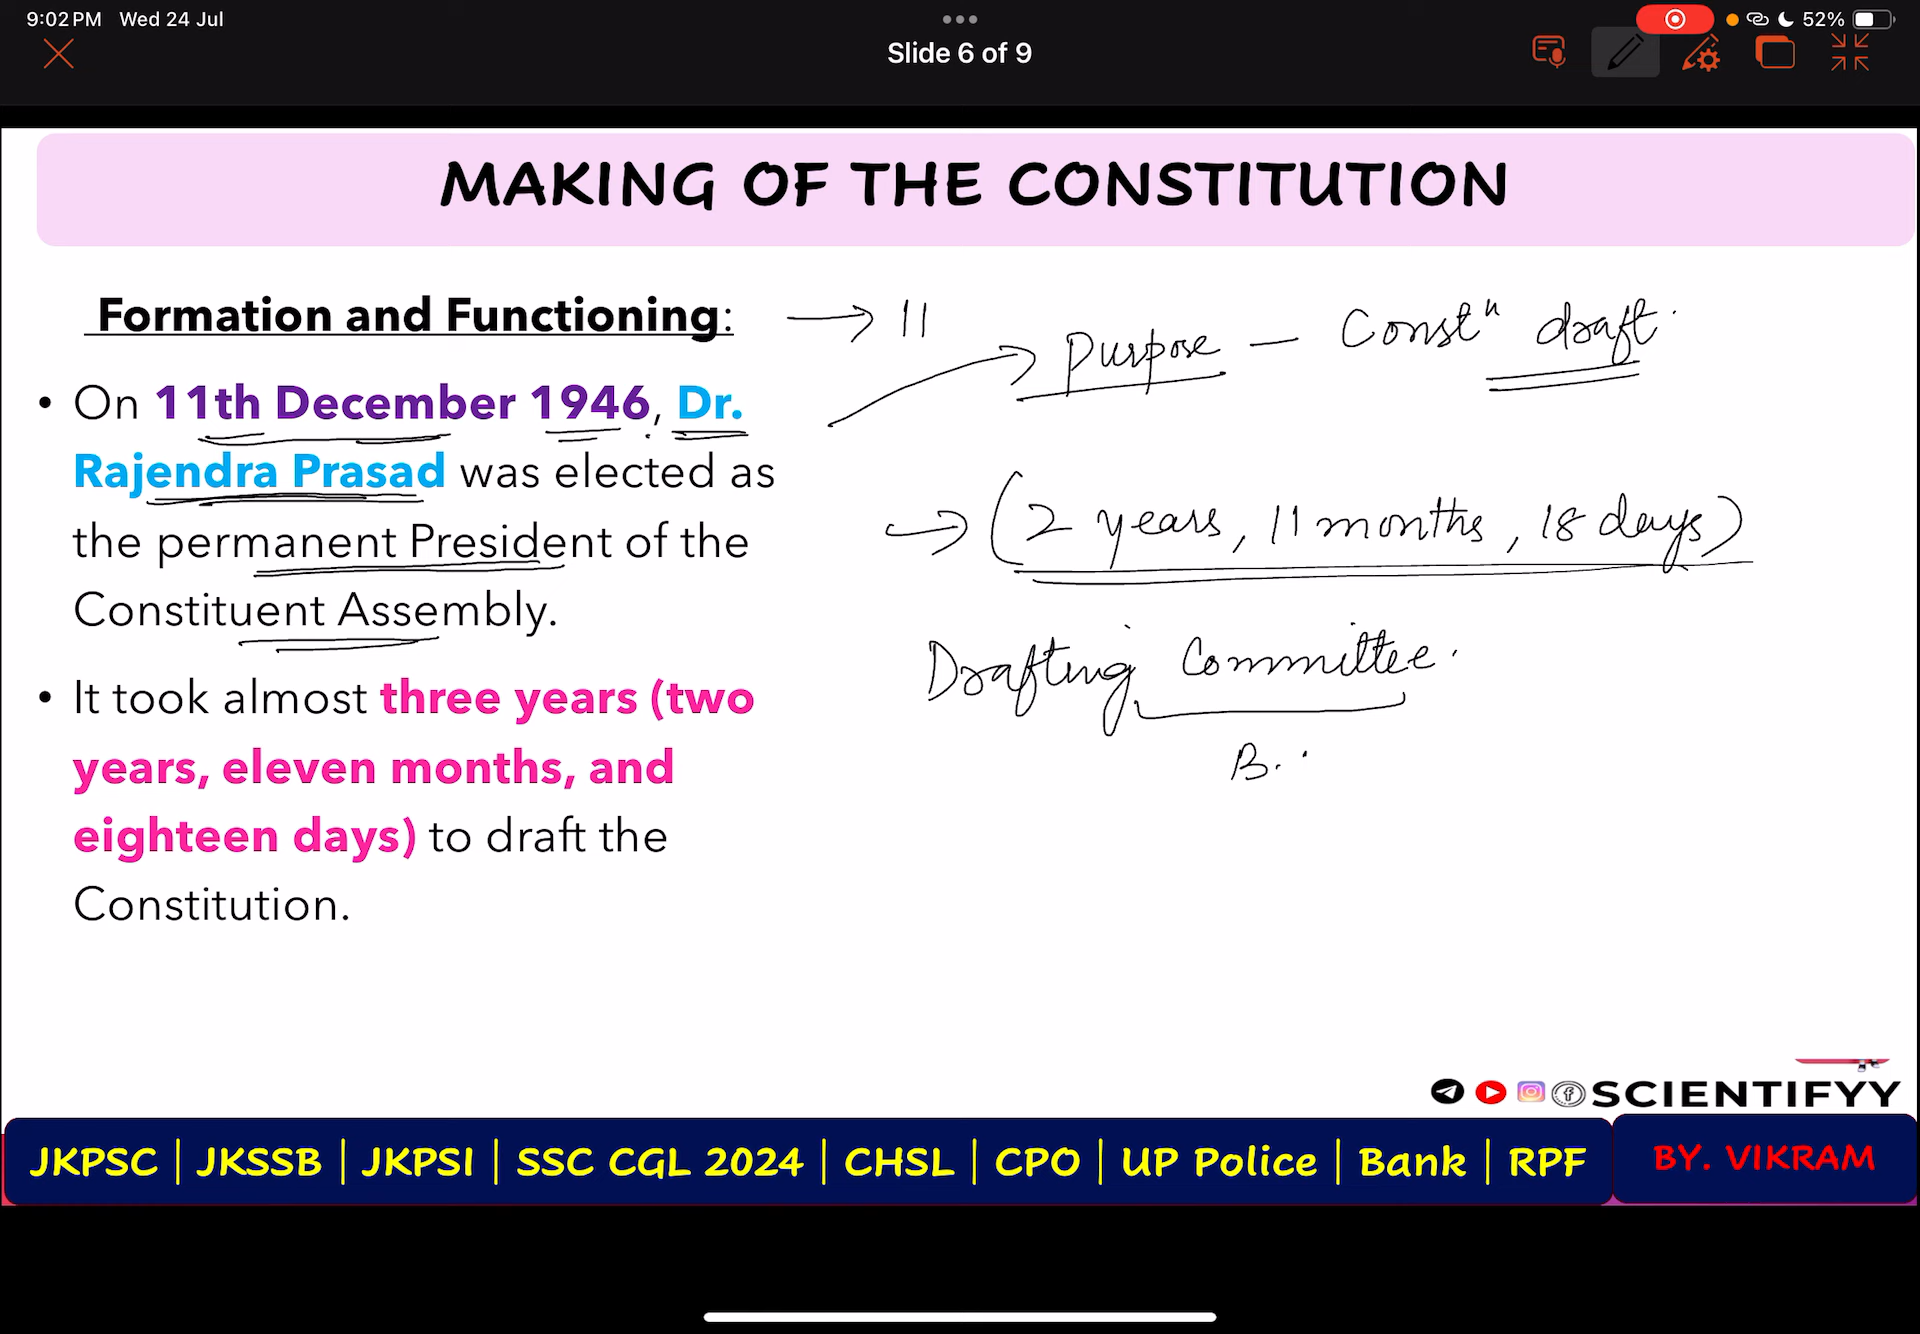 9:02 PM Wed 24 Jul
52%
Slide 6 of 9
MAKING OF THE CONSTITUTION
Formation and Functioning:
• On 11th December 1946, Dr.
Rajendra Prasad was elected as
the permanent President of the
Constituent Assembly.
• It took almost three years (two
years, eleven months, and
eighteen days) to draft the
Constitution.
→ 11
→ Purpose - Constⁿ draft.
→ (2 years, 11 months, 18 days)
Drafting Committee.
B.
SCIENTIFYY
JKPSC | JKSSB | JKPSI | SSC CGL 2024 | CHSL | CPO | UP Police | Bank | RPF
BY. VIKRAM